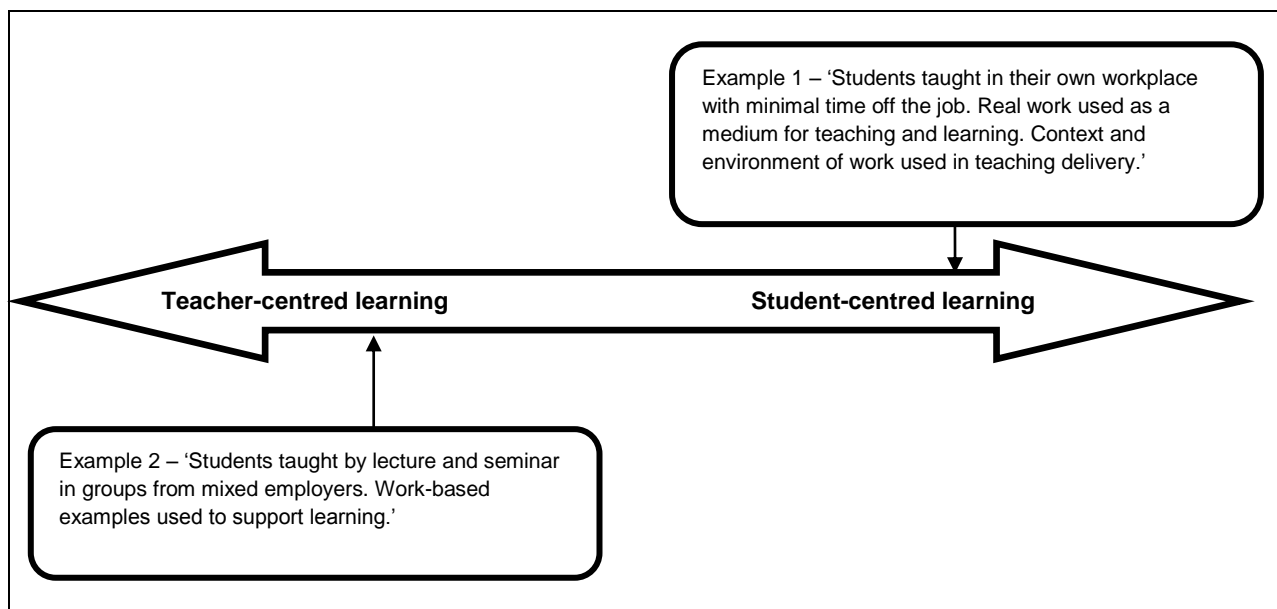 Example 1 – ‘Students taught in their own workplace
with minimal time off the job. Real work used as a
medium for teaching and learning. Context and
environment of work used in teaching delivery.’
Teacher-centred learning
Student-centred learning
Example 2 – ‘Students taught by lecture and seminar
in groups from mixed employers. Work-based
examples used to support learning.’